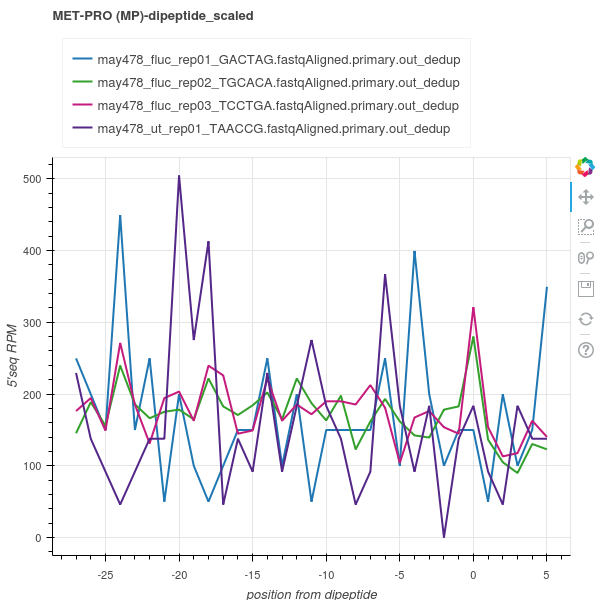 MET-PRO (MP)-dipeptide_scaled
may478_fluc_rep01_GACTAG.fastqAligned.primary.out_dedup
may478_fluc_rep02_TGCACA.fastqAligned.primary.out_dedup
may478_fluc_rep03_TCCTGA.fastqAligned.primary.out_dedup
may478_ut_rep01_TAACCG.fastqAligned.primary.out_dedup
500
400
300
200
100
0
5'seq RPM
-25 -20 -15 -10 -5 0 5
position from dipeptide